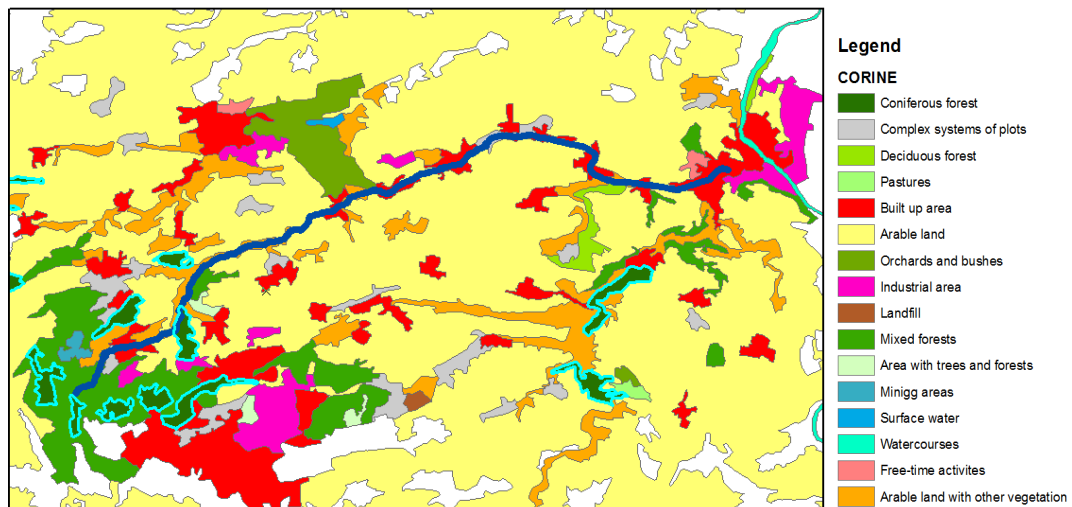 Legend
CORINE
Coniferous forest
Complex systems of plots
Deciduous forest
Pastures
Built up area
Arable land
Orchards and bushes
Industrial area
Landfill
Mixed forests
Area with trees and forests
Minigg areas
Surface water
Watercourses
Free-time activites
Arable land with other vegetation